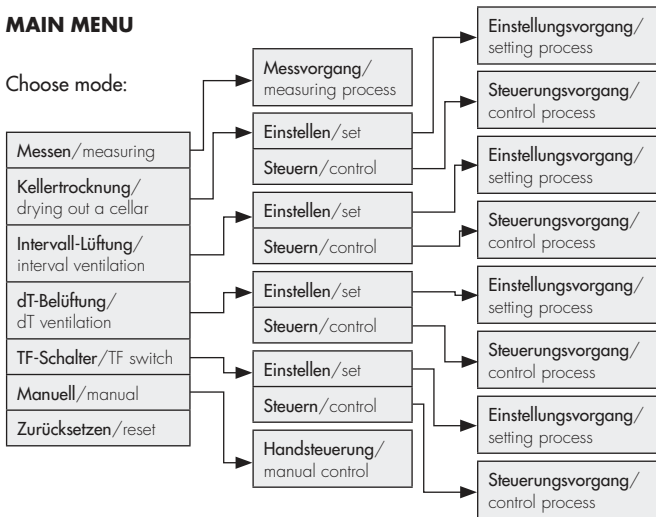 MAIN MENU
Choose mode:
Messen/measuring
Kellertrocknung/
drying out a cellar
Intervall-Lüftung/
interval ventilation
dT-Belüftung/
dT ventilation
TF-Schalter/TF switch
Manuell/manual
Zurücksetzen/reset
Messvorgang/
measuring process
Einstellen/set
Steuern/control
Einstellen/set
Steuern/control
Einstellen/set
Steuern/control
Einstellen/set
Steuern/control
Handsteuerung/
manual control
Einstellungsvorgang/
setting process
Steuerungsvorgang/
control process
Einstellungsvorgang/
setting process
Steuerungsvorgang/
control process
Einstellungsvorgang/
setting process
Steuerungsvorgang/
control process
Einstellungsvorgang/
setting process
Steuerungsvorgang/
control process